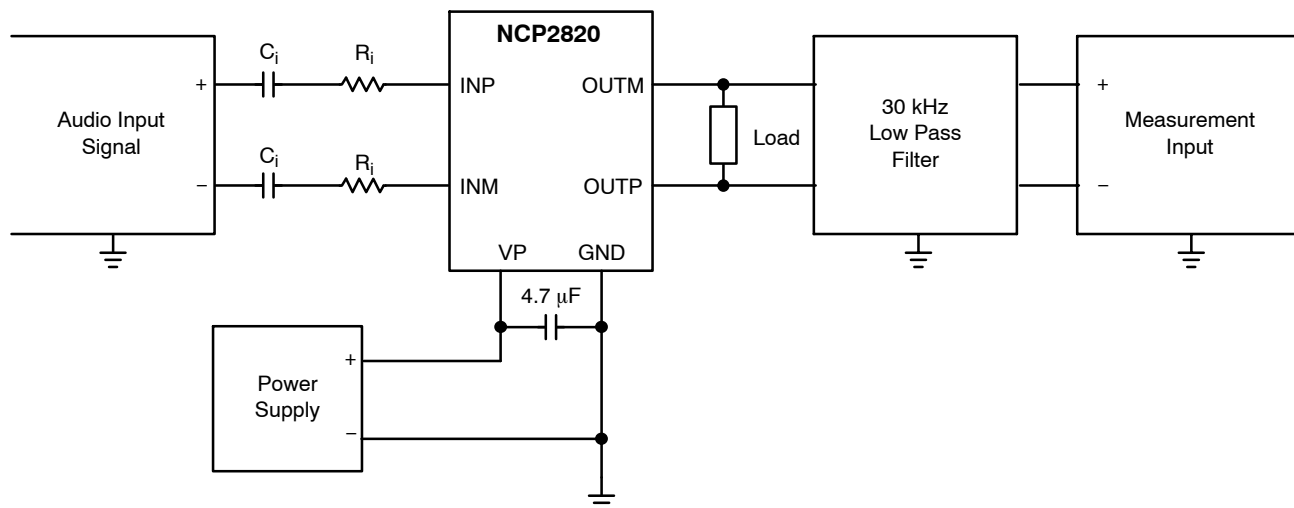 NCP2820
Audio Input
Signal
+
−
Ci
Ri
Ci
Ri
INP
INM
OUTM
OUTP
VP
GND
Load
30 kHz
Low Pass
Filter
+
−
Measurement
Input
4.7 μF
Power
Supply
+
−